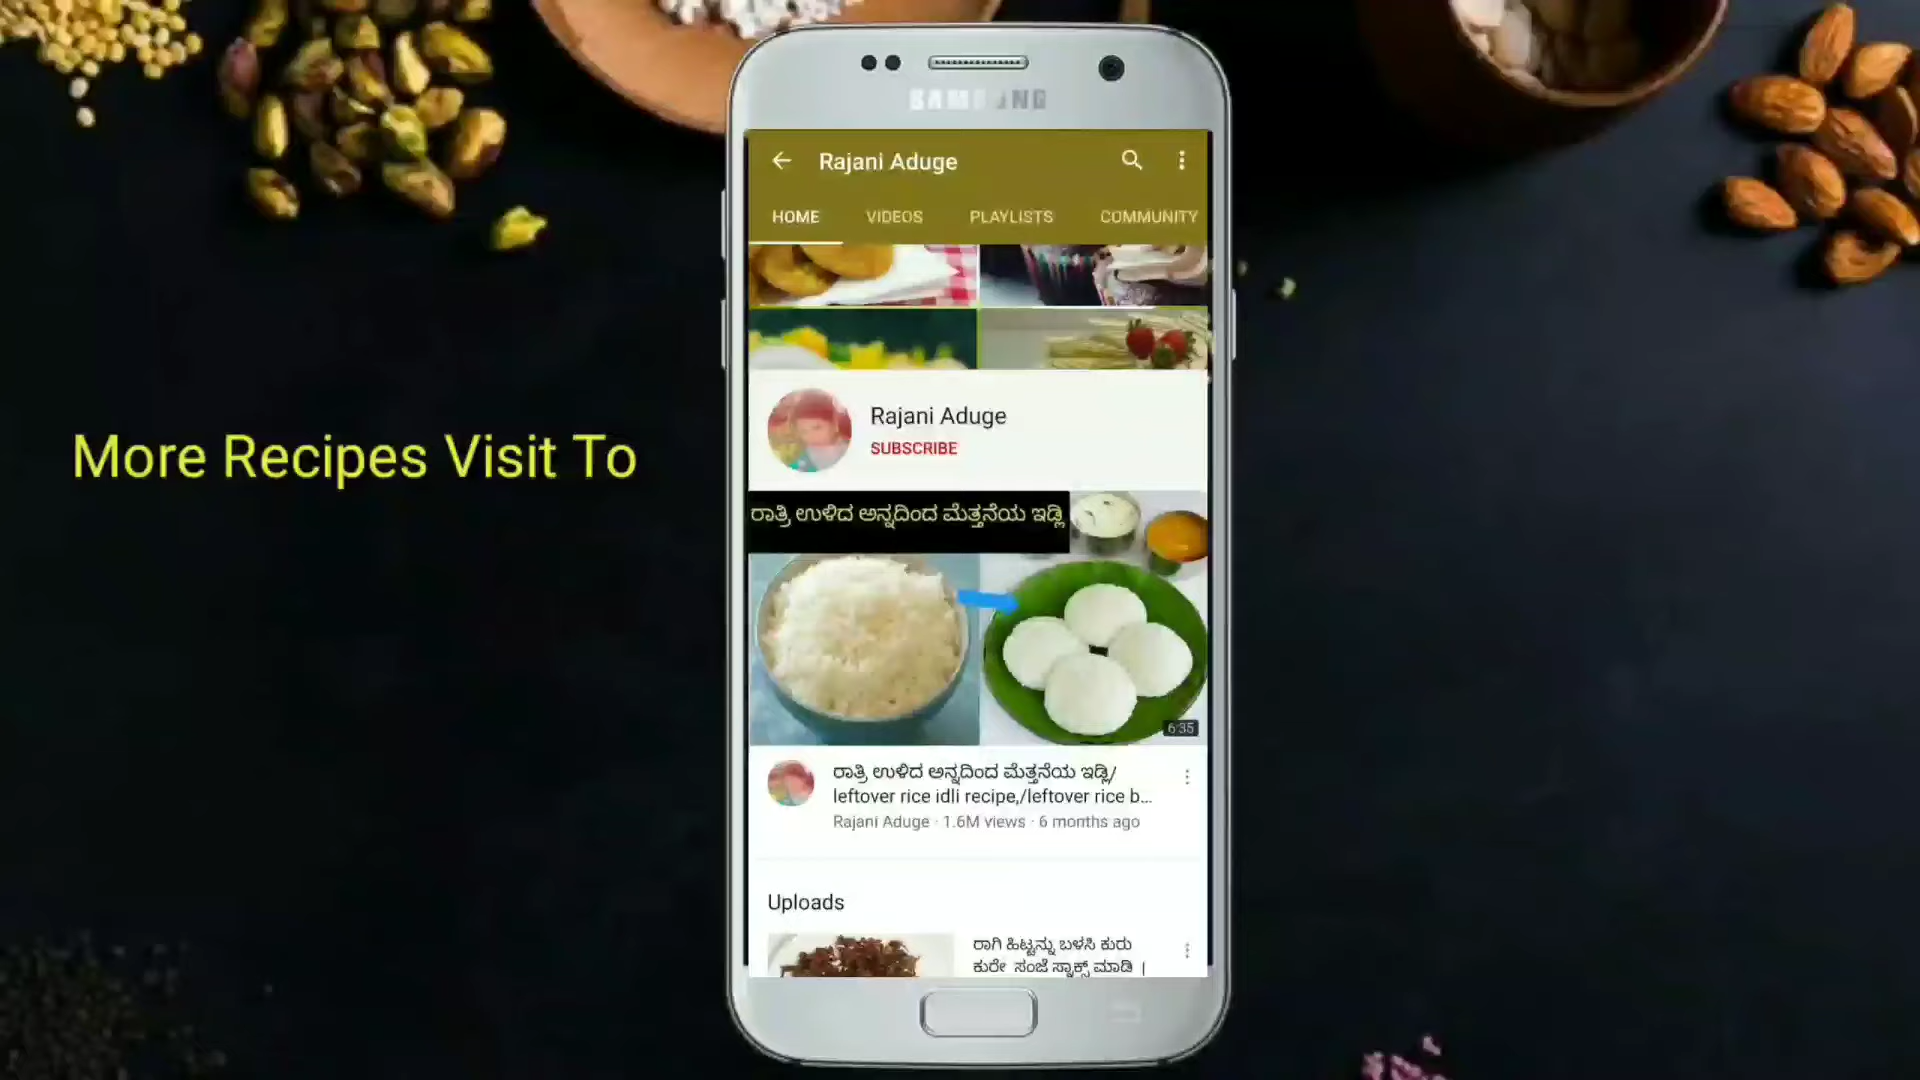 More Recipes Visit To
SAMSUNG
Rajani Aduge
HOME VIDEOS PLAYLISTS COMMUNITY
Rajani Aduge
SUBSCRIBE
ರಾತ್ರಿ ಉಳಿದ ಅನ್ನದಿಂದ ಮೆತ್ತನೆಯ ಇಡ್ಲಿ
6:35
ರಾತ್ರಿ ಉಳಿದ ಅನ್ನದಿಂದ ಮೆತ್ತನೆಯ ಇಡ್ಲಿ/
leftover rice idli recipe,/leftover rice b...
Rajani Aduge · 1.6M views · 6 months ago
Uploads
ರಾಗಿ ಹಿಟ್ಟನ್ನು ಬಳಸಿ ಕುರು
ಕುರೇ ಸಂಜೆ ಸ್ನಾಕ್ಸ್ ಮಾಡಿ |